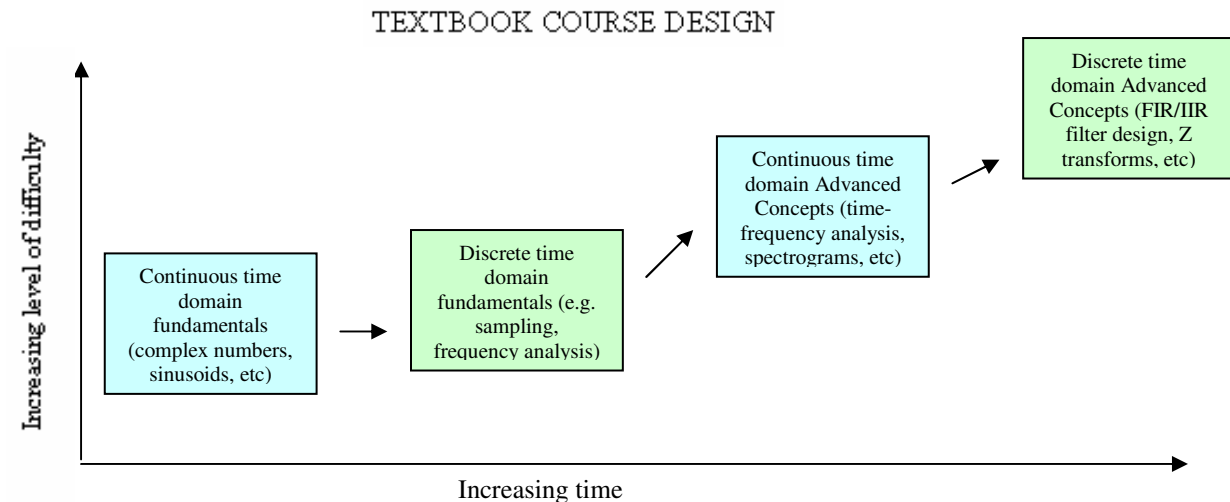 TEXTBOOK COURSE DESIGN
Increasing level of difficulty
Continuous time
domain
fundamentals
(complex numbers,
sinusoids, etc)
Discrete time
domain
fundamentals (e.g.
sampling,
frequency analysis)
Continuous time
domain Advanced
Concepts (time-
frequency analysis,
spectrograms, etc)
Discrete time
domain Advanced
Concepts (FIR/IIR
filter design, Z
transforms, etc)
Increasing time